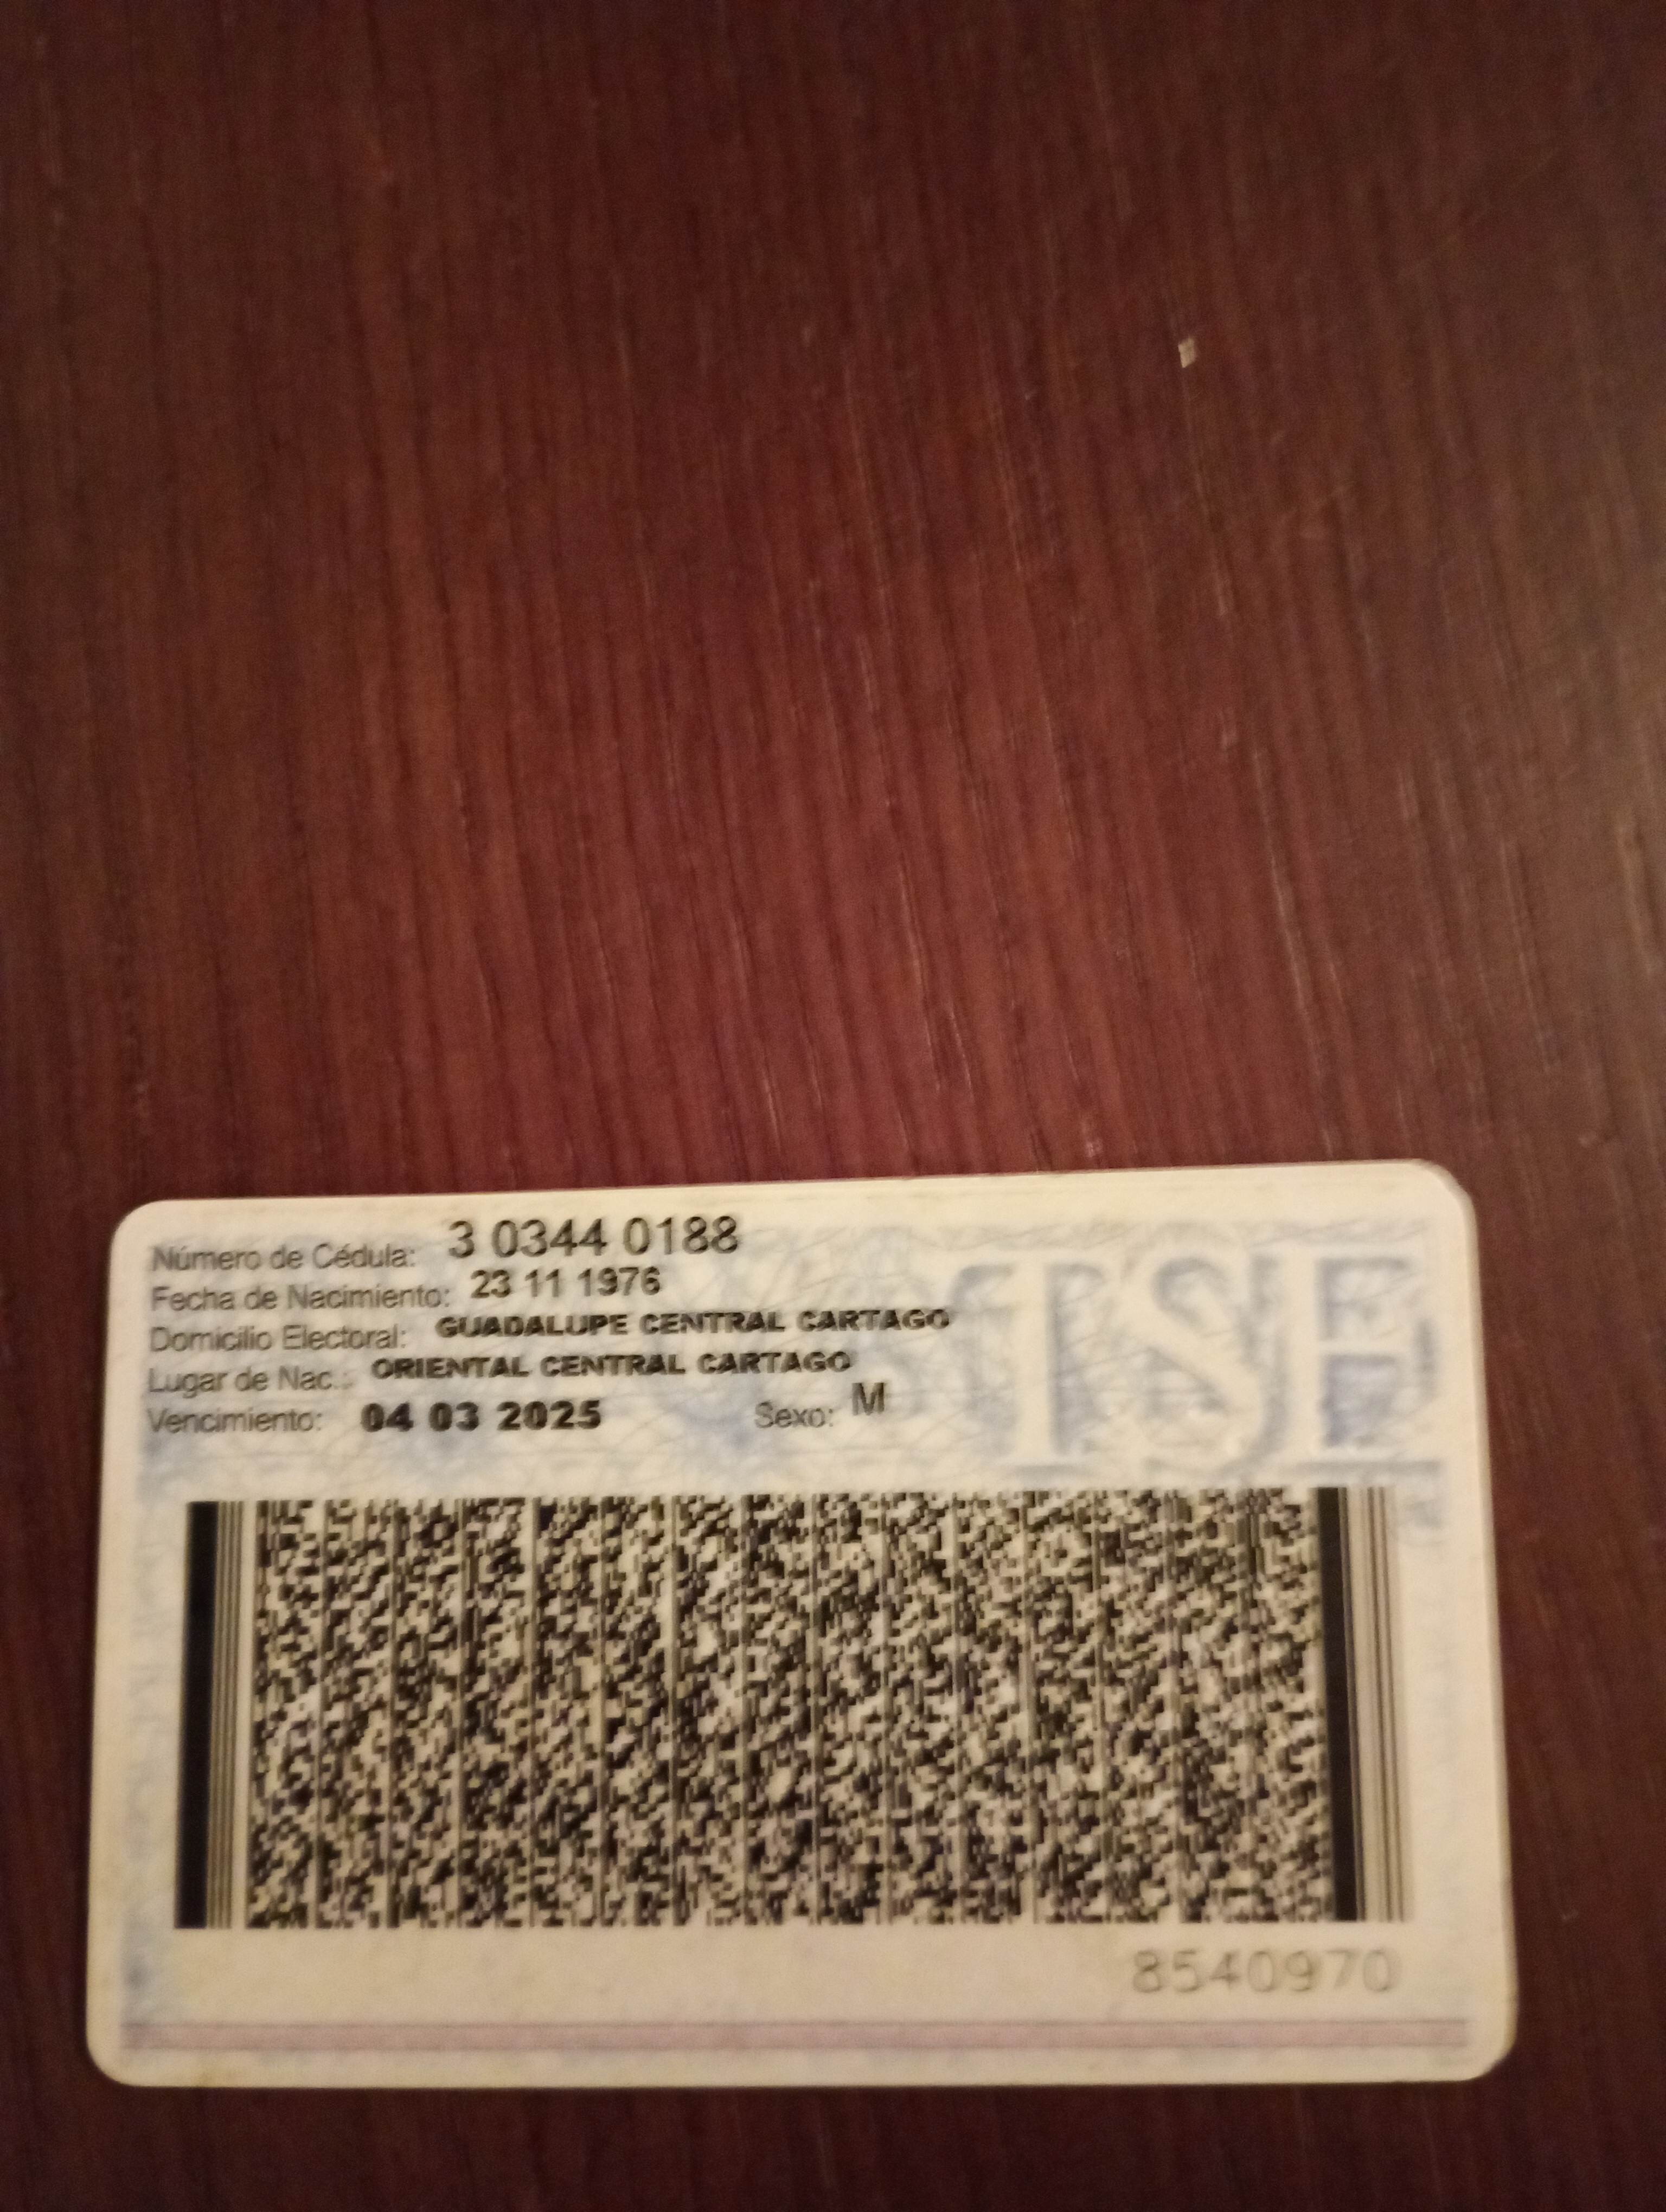 Número de Cédula: 3 0344 0188
Fecha de Nacimiento: 23 11 1976
Domicilio Electoral: GUADALUPE CENTRAL CARTAGO
Lugar de Nac.: ORIENTAL CENTRAL CARTAGO
Vencimiento: 04 03 2025 Sexo: M
TSE
8540970